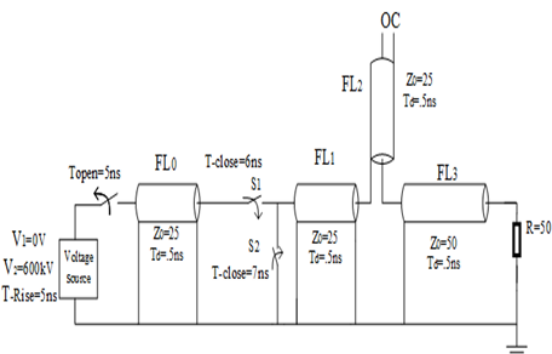 OC
FL2
Z0=25
Td=.5ns
Topen=5ns
FL0
T-close=6ns
S1
FL1
FL3
V1=0V
V2=600kV
T-Rise=5ns
Voltage
Source
Z0=25
Td=.5ns
S2
T-close=7ns
Z0=25
Td=.5ns
Z0=50
Td=.5ns
R=50